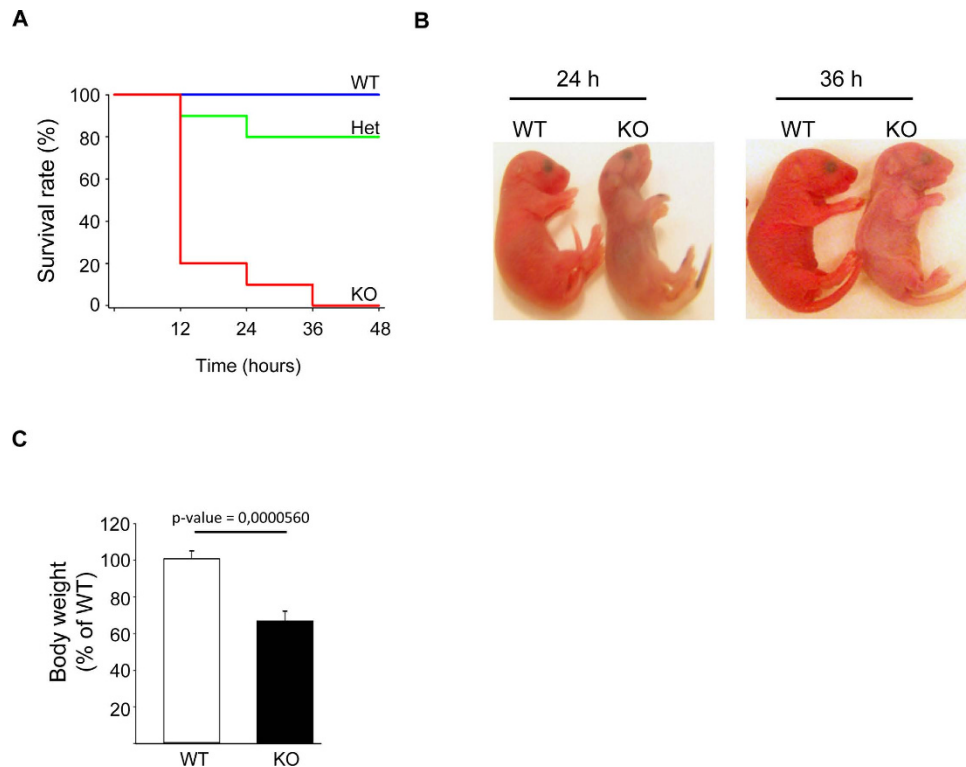 A
Survival rate (%)
100
80
60
40
20
0
WT
Het
KO
12 24 36 48
Time (hours)
B
24 h 36 h
WT KO WT KO
C
p-value = 0,0000560
Body weight
(% of WT)
120
100
80
60
40
20
WT KO